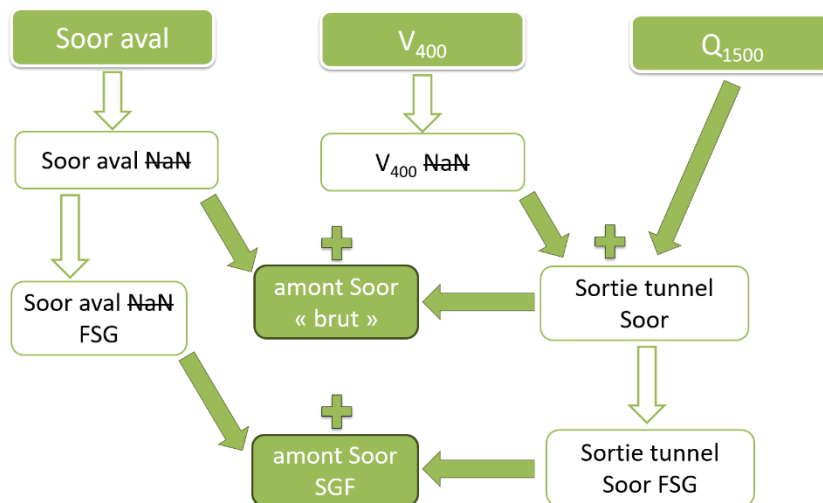 Soor aval
V₄₀₀
Q₁₅₀₀
Soor aval NaN
V₄₀₀ NaN
+
+
amont Soor
« brut »
Sortie tunnel
Soor
Soor aval NaN
FSG
+
amont Soor
SGF
Sortie tunnel
Soor FSG